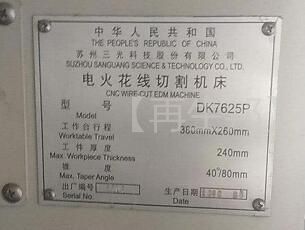 中华人民共和国
THE PEOPLE'S REPUBLIC OF CHINA
苏州三光科技股份有限公司
SUZHOU SANGUANG SCIENCE & TECHNOLOGY CO., LTD.
电火花线切割机床
CNC WIRE-CUT EDM MACHINE
型号 DK7625P
Model
工作台行程 380mmX260mm
Worktable Travel
工件厚度 240mm
Max. Workpiece Thickness
锥度 40°/80mm
Max. Taper Angle
出厂编号 生产日期
Serial No. DATE